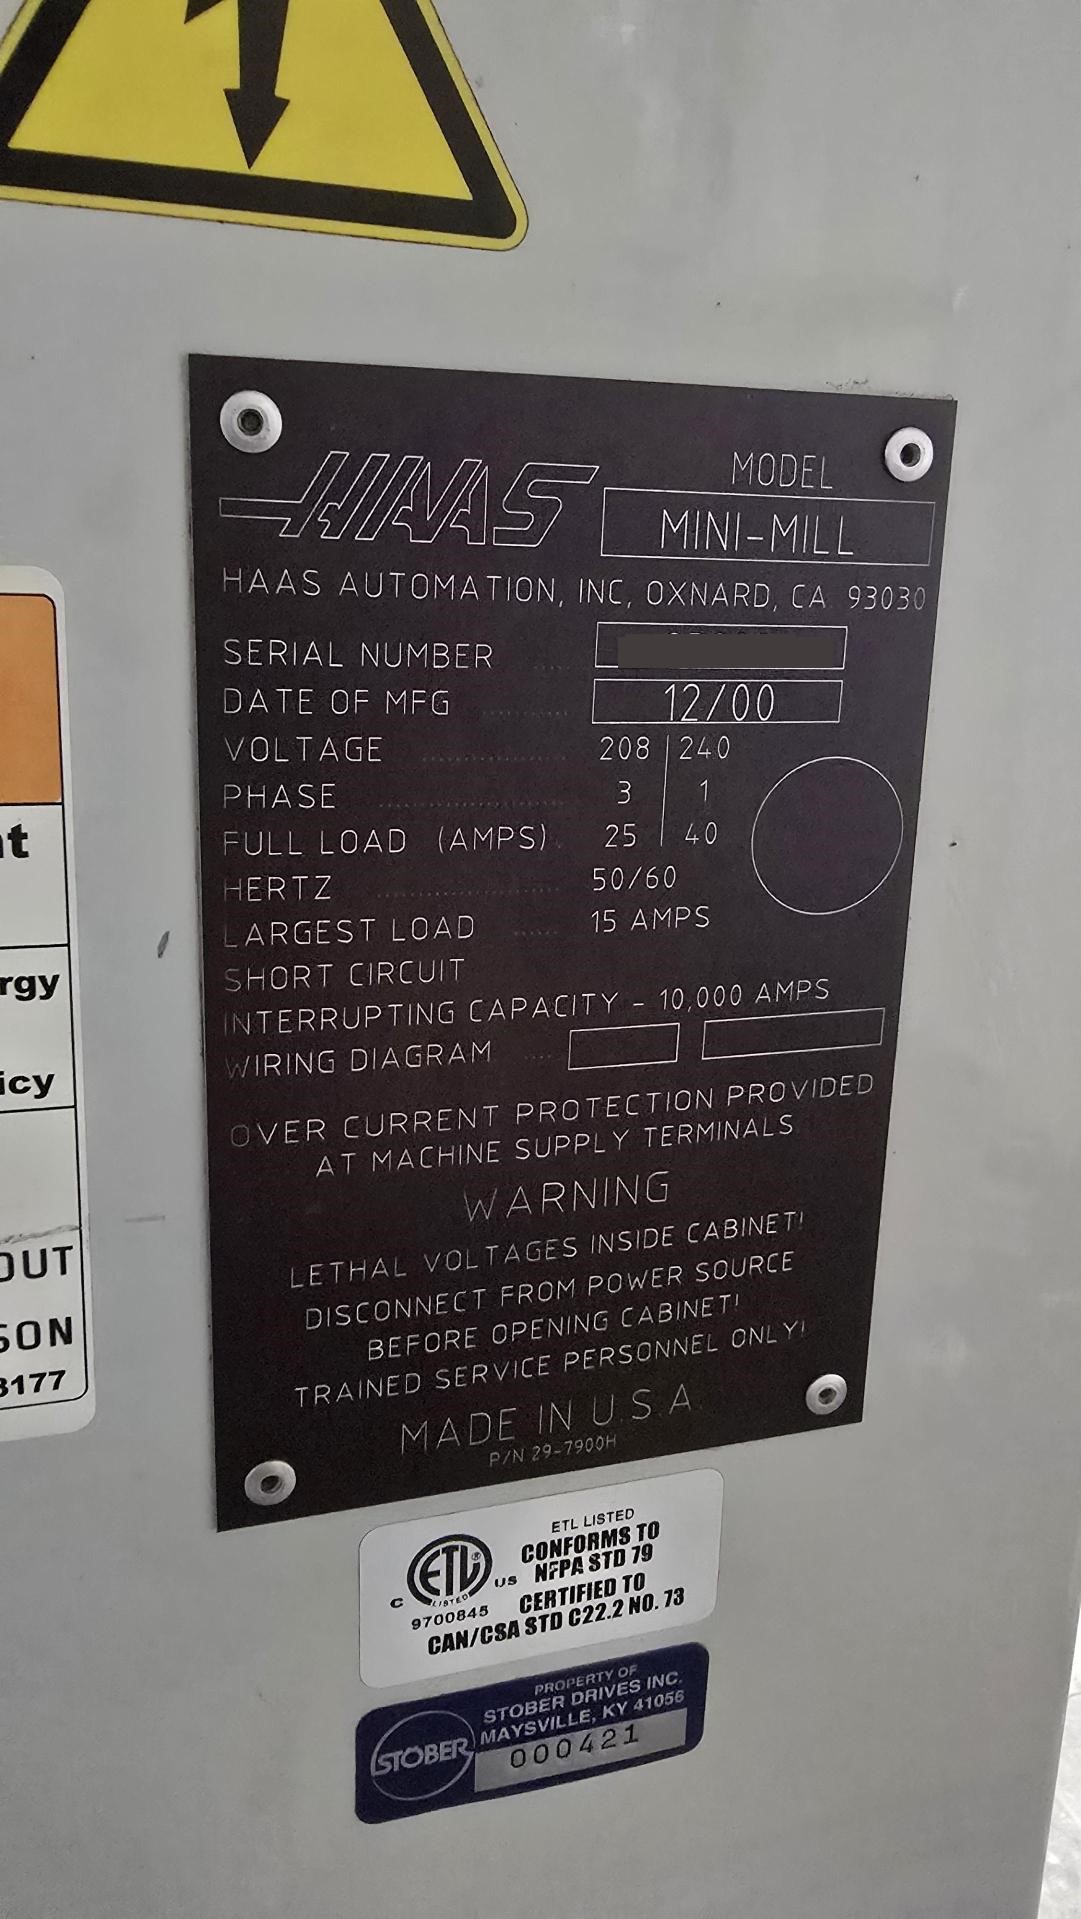 HAAS
MODEL
MINI-MILL
HAAS AUTOMATION, INC, OXNARD, CA 93030
SERIAL NUMBER
DATE OF MFG 12/00
VOLTAGE 208 | 240
PHASE 3 | 1
FULL LOAD (AMPS) 25 | 40
HERTZ 50/60
LARGEST LOAD 15 AMPS
SHORT CIRCUIT
INTERRUPTING CAPACITY - 10,000 AMPS
WIRING DIAGRAM
OVER CURRENT PROTECTION PROVIDED
AT MACHINE SUPPLY TERMINALS
WARNING
LETHAL VOLTAGES INSIDE CABINET!
DISCONNECT FROM POWER SOURCE
BEFORE OPENING CABINET!
TRAINED SERVICE PERSONNEL ONLY!
MADE IN U.S.A.
P/N 29-7900H
nt
rgy
icy
OUT
SON
3177
ETL LISTED
CONFORMS TO
NFPA STD 79
CERTIFIED TO
CAN/CSA STD C22.2 NO. 73
C ETL US
LISTED
9700845
PROPERTY OF
STOBER DRIVES INC.
MAYSVILLE, KY 41056
STOBER
000421